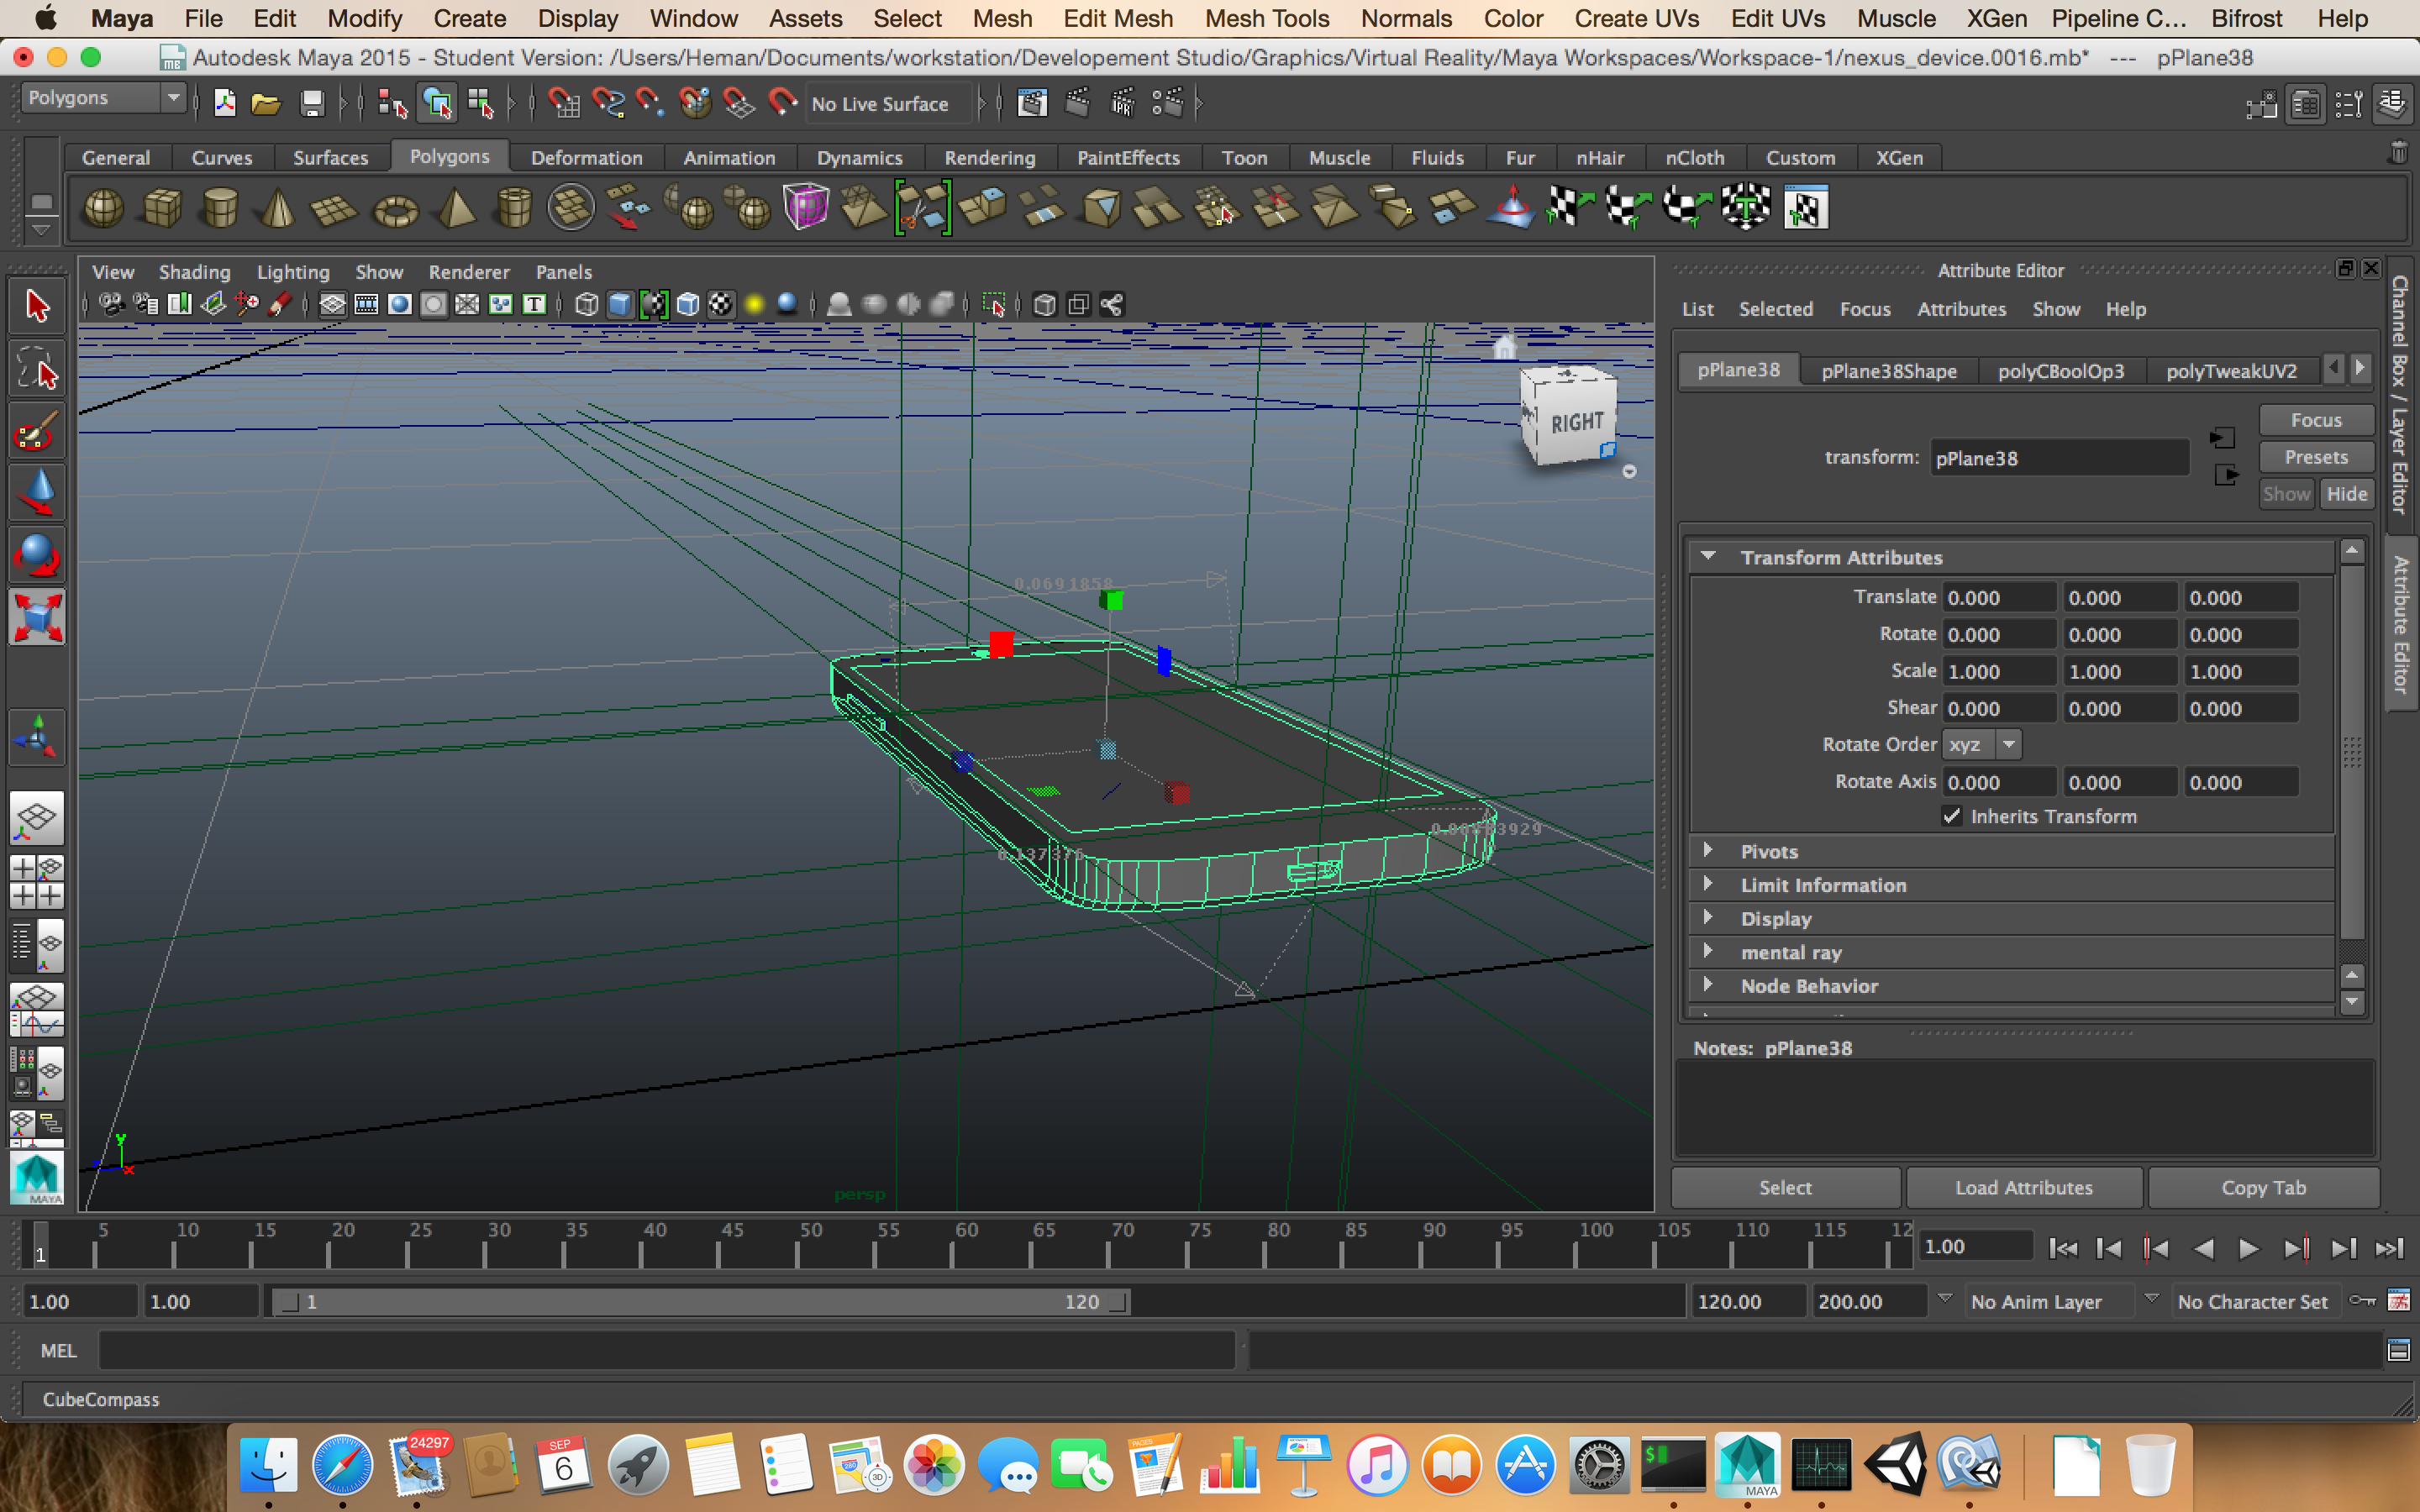 Maya File Edit Modify Create Display Window Assets Select Mesh Edit Mesh Mesh Tools Normals Color Create UVs Edit UVs Muscle XGen Pipeline C... Bifrost Help
Autodesk Maya 2015 - Student Version: /Users/Heman/Documents/workstation/Developement Studio/Graphics/Virtual Reality/Maya Workspaces/Workspace-1/nexus_device.0016.mb* --- pPlane38
Polygons No Live Surface
General Curves Surfaces Polygons Deformation Animation Dynamics Rendering PaintEffects Toon Muscle Fluids Fur nHair nCloth Custom XGen
View Shading Lighting Show Renderer Panels
RIGHT
0.0691858
0.137376
persp
y
x
Attribute Editor
List Selected Focus Attributes Show Help
pPlane38 pPlane38Shape polyCBoolOp3 polyTweakUV2
Focus
transform: pPlane38
Presets
Show Hide
Transform Attributes
Translate 0.000 0.000 0.000
Rotate 0.000 0.000 0.000
Scale 1.000 1.000 1.000
Shear 0.000 0.000 0.000
Rotate Order xyz
Rotate Axis 0.000 0.000 0.000
Inherits Transform
Pivots
Limit Information
Display
mental ray
Node Behavior
Notes: pPlane38
Select Load Attributes Copy Tab
Channel Box / Layer Editor
Attribute Editor
MAYA
5 10 15 20 25 30 35 40 45 50 55 60 65 70 75 80 85 90 95 100 105 110 115 12
1
1.00
1.00 1.00 1 120 120.00 200.00 No Anim Layer No Character Set
MEL
CubeCompass
24297
SEP
6
280
3D
PAGES
MAYA